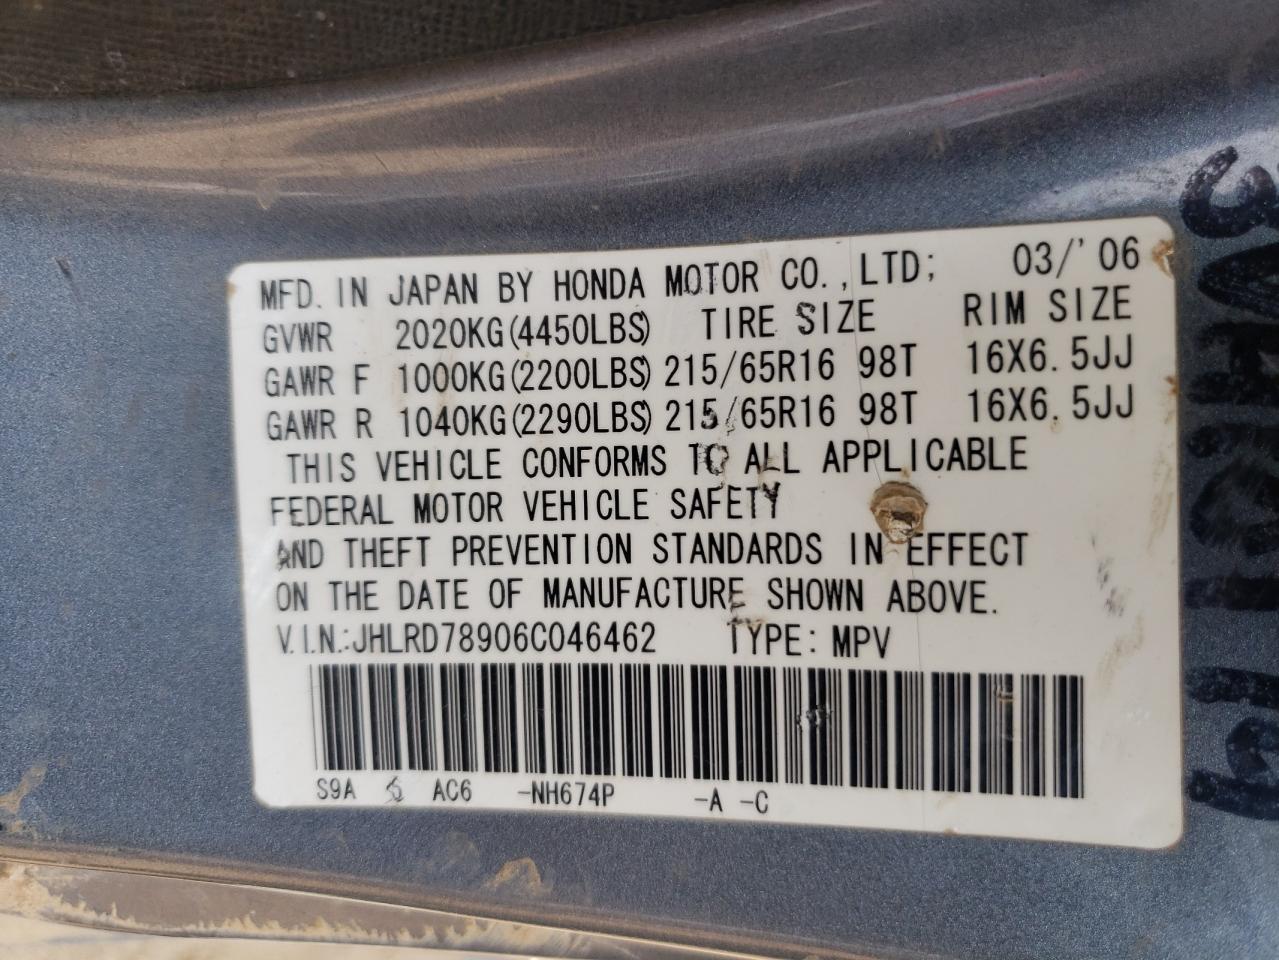 MFD. IN JAPAN BY HONDA MOTOR CO., LTD; 03/'06
GVWR 2020KG(4450LBS) TIRE SIZE RIM SIZE
GAWR F 1000KG(2200LBS) 215/65R16 98T 16X6.5JJ
GAWR R 1040KG(2290LBS) 215/65R16 98T 16X6.5JJ
THIS VEHICLE CONFORMS TO ALL APPLICABLE
FEDERAL MOTOR VEHICLE SAFETY
AND THEFT PREVENTION STANDARDS IN EFFECT
ON THE DATE OF MANUFACTURE SHOWN ABOVE.
V.I.N.:JHLRD78906C046462 TYPE: MPV
S9A AC6 -NH674P -A -C